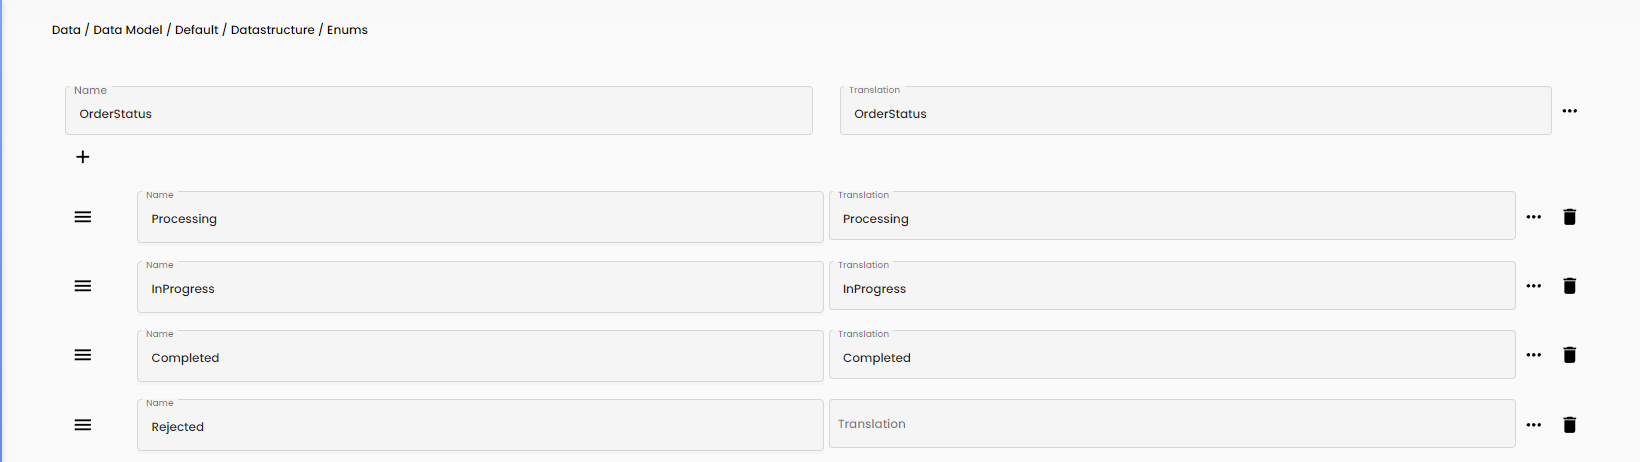 Data / Data Model / Default / Datastructure / Enums
Name
OrderStatus
Translation
OrderStatus
Name
Processing
Translation
Processing
Name
InProgress
Translation
InProgress
Name
Completed
Translation
Completed
Name
Rejected
Translation